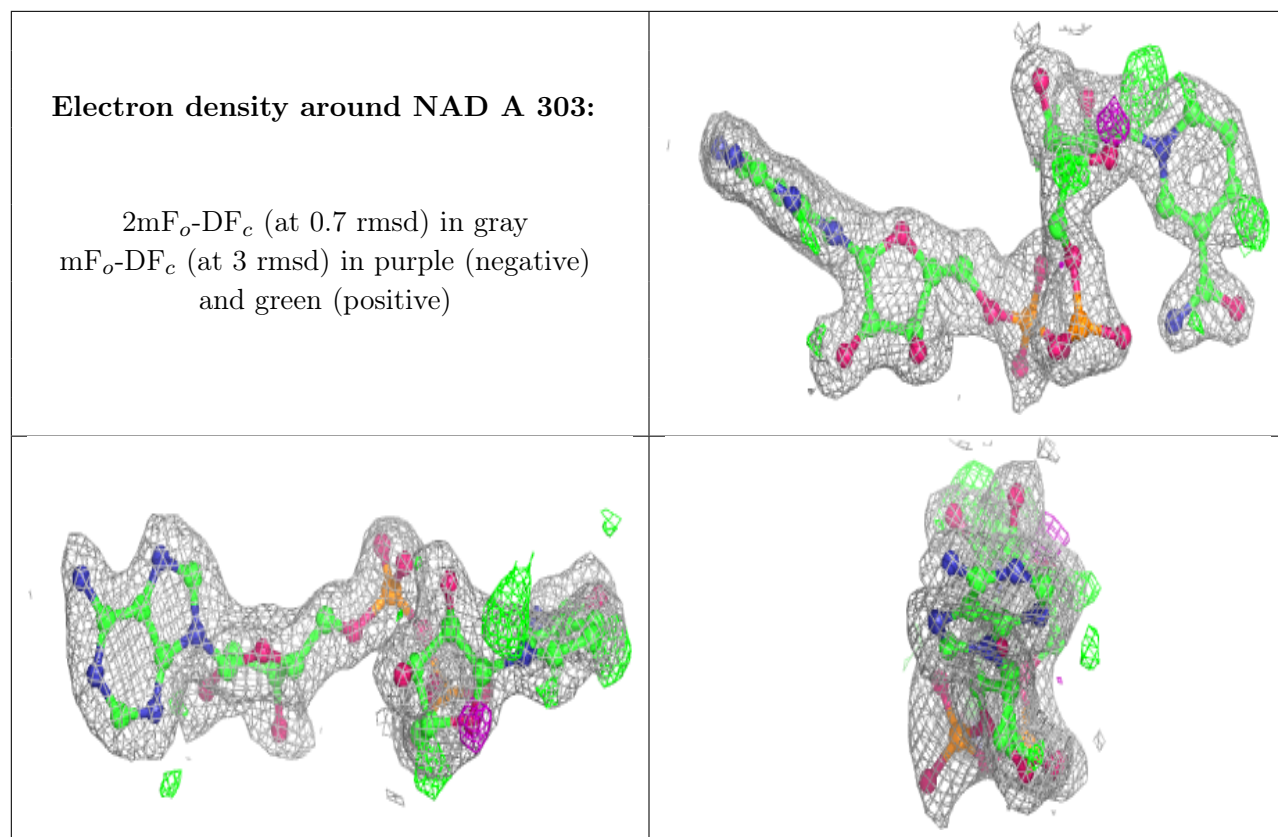 Electron density around NAD A 303:
2mFo-DFc (at 0.7 rmsd) in gray
mFo-DFc (at 3 rmsd) in purple (negative)
and green (positive)